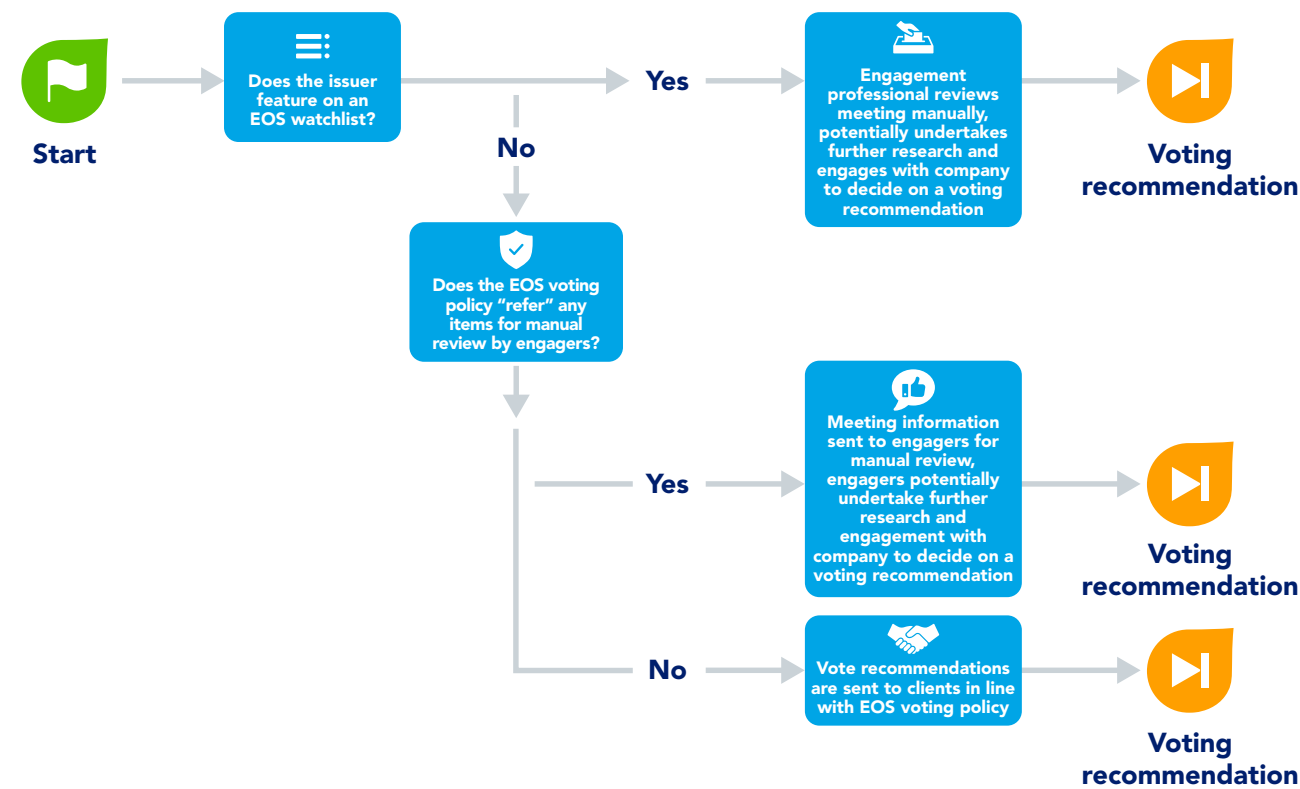 Start
Does the issuer
feature on an
EOS watchlist?
Yes
Engagement
professional reviews
meeting manually,
potentially undertakes
further research and
engages with company
to decide on a voting
recommendation
Voting
recommendation
No
Does the EOS voting
policy “refer” any
items for manual
review by engagers?
Yes
Meeting information
sent to engagers for
manual review,
engagers potentially
undertake further
research and
engagement with
company to decide on a
voting recommendation
Voting
recommendation
No
Vote recommendations
are sent to clients in line
with EOS voting policy
Voting
recommendation